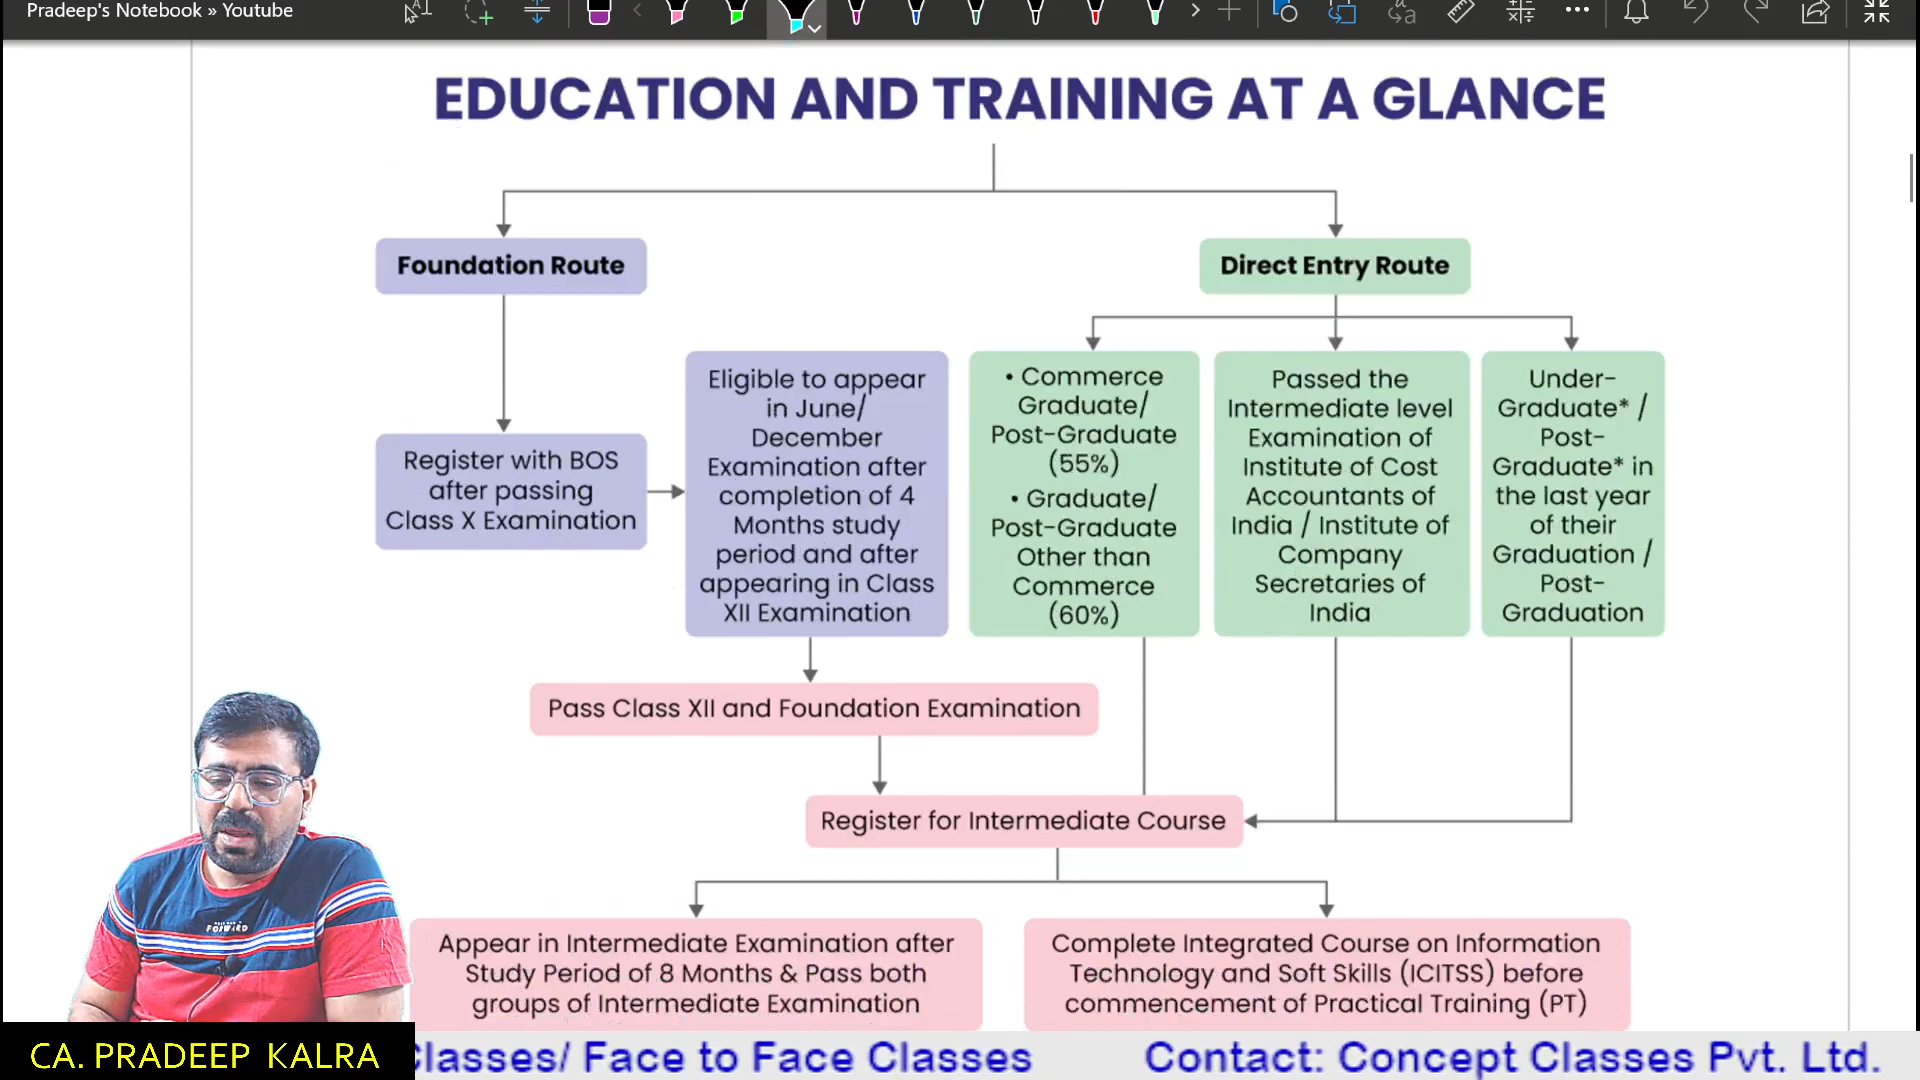 Pradeep's Notebook » Youtube
EDUCATION AND TRAINING AT A GLANCE
Foundation Route
Direct Entry Route
Register with BOS
after passing
Class X Examination
Eligible to appear
in June/
December
Examination after
completion of 4
Months study
period and after
appearing in Class
XII Examination
• Commerce
Graduate/
Post-Graduate
(55%)
• Graduate/
Post-Graduate
Other than
Commerce
(60%)
Passed the
Intermediate level
Examination of
Institute of Cost
Accountants of
India / Institute of
Company
Secretaries of
India
Under-
Graduate* /
Post-
Graduate* in
the last year
of their
Graduation /
Post-
Graduation
Pass Class XII and Foundation Examination
Register for Intermediate Course
Appear in Intermediate Examination after
Study Period of 8 Months & Pass both
groups of Intermediate Examination
Complete Integrated Course on Information
Technology and Soft Skills (ICITSS) before
commencement of Practical Training (PT)
FORWARD
CA. PRADEEP KALRA
Classes/ Face to Face Classes Contact: Concept Classes Pvt. Ltd.